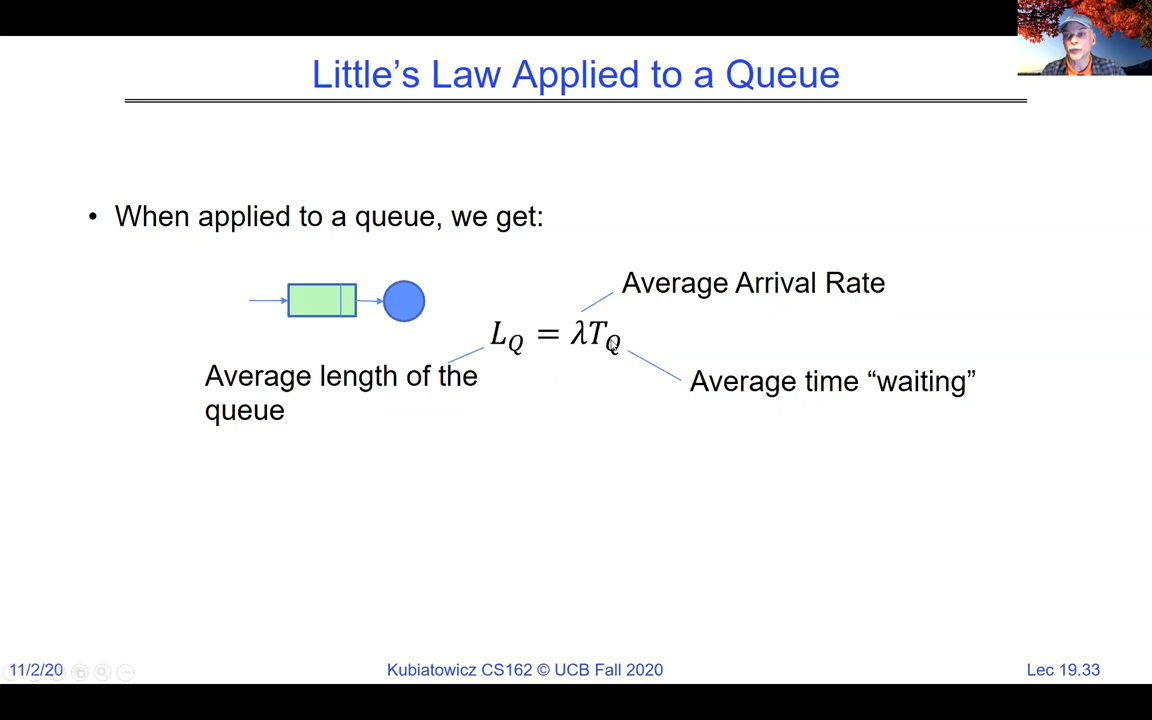 Little's Law Applied to a Queue
• When applied to a queue, we get:
Average Arrival Rate
L_Q = λT_Q
Average length of the
queue
Average time “waiting”
11/2/20
Kubiatowicz CS162 © UCB Fall 2020
Lec 19.33